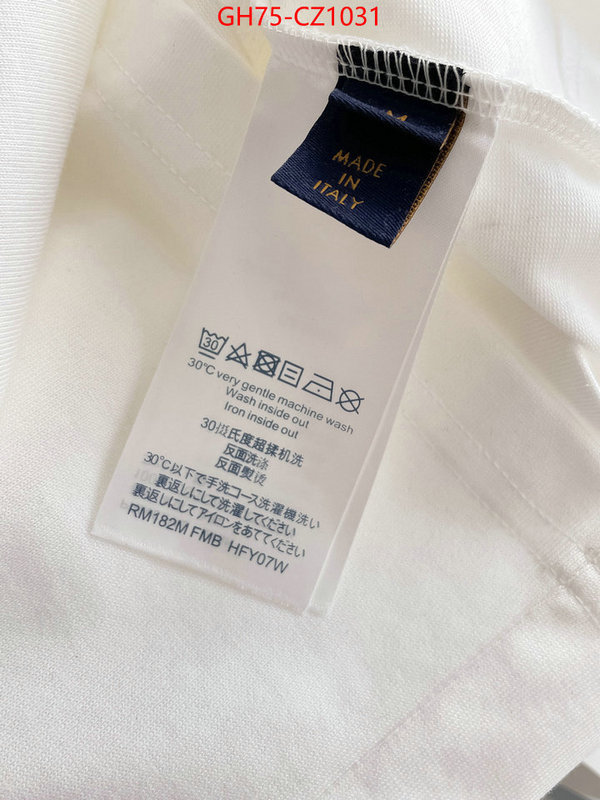 GH75-CZ1031
M
MADE
IN
ITALY
30
30°C very gentle machine wash
Wash inside out
Iron inside out
30摄氏度超揉机洗
反面洗涤
反面製烫
30°C以下で手洗コース洗濯機洗い
裏返しにして洗濯してください
裏返しにしてアイロンをあててください
RM182M FMB HFY07W